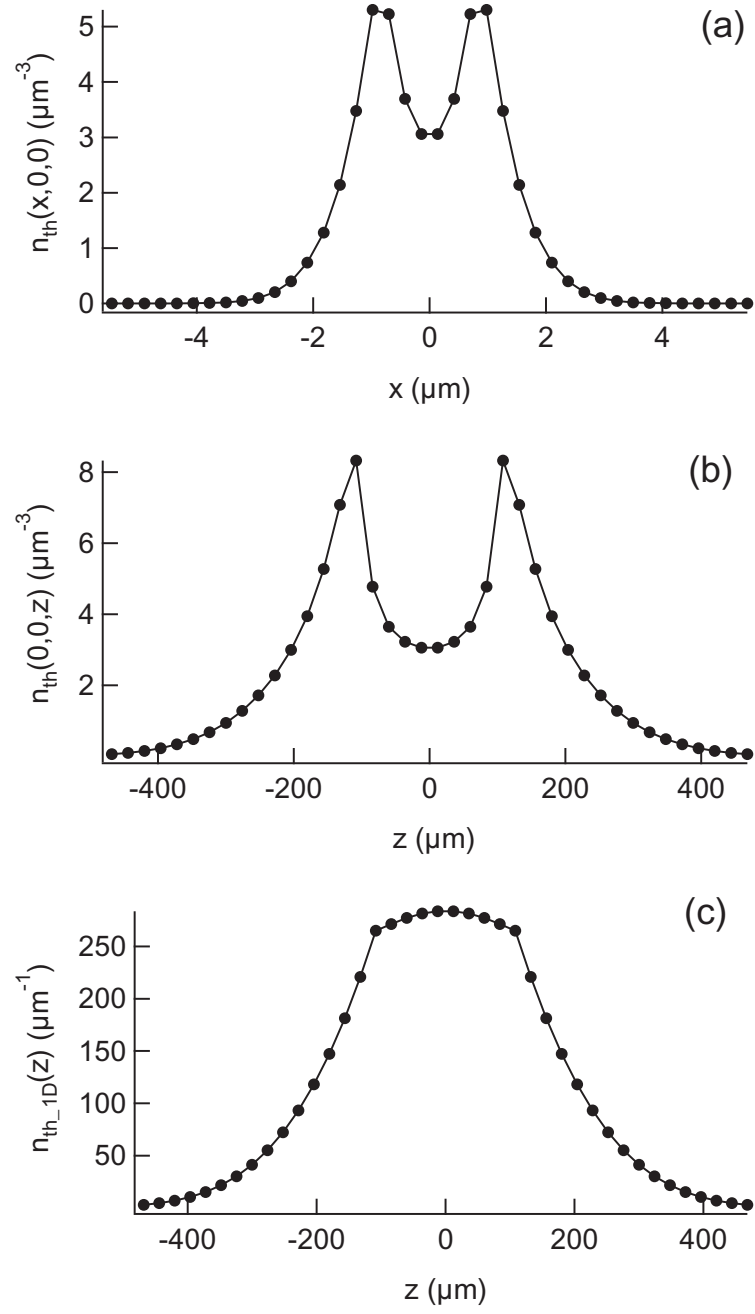 (a)
5
4
3
2
1
0
n_th(x,0,0) (µm^-3)
-4 -2 0 2 4
x (µm)
(b)
8
6
4
2
n_th(0,0,z) (µm^-3)
-400 -200 0 200 400
z (µm)
(c)
250
200
150
100
50
n_th_1D(z) (µm^-1)
-400 -200 0 200 400
z (µm)